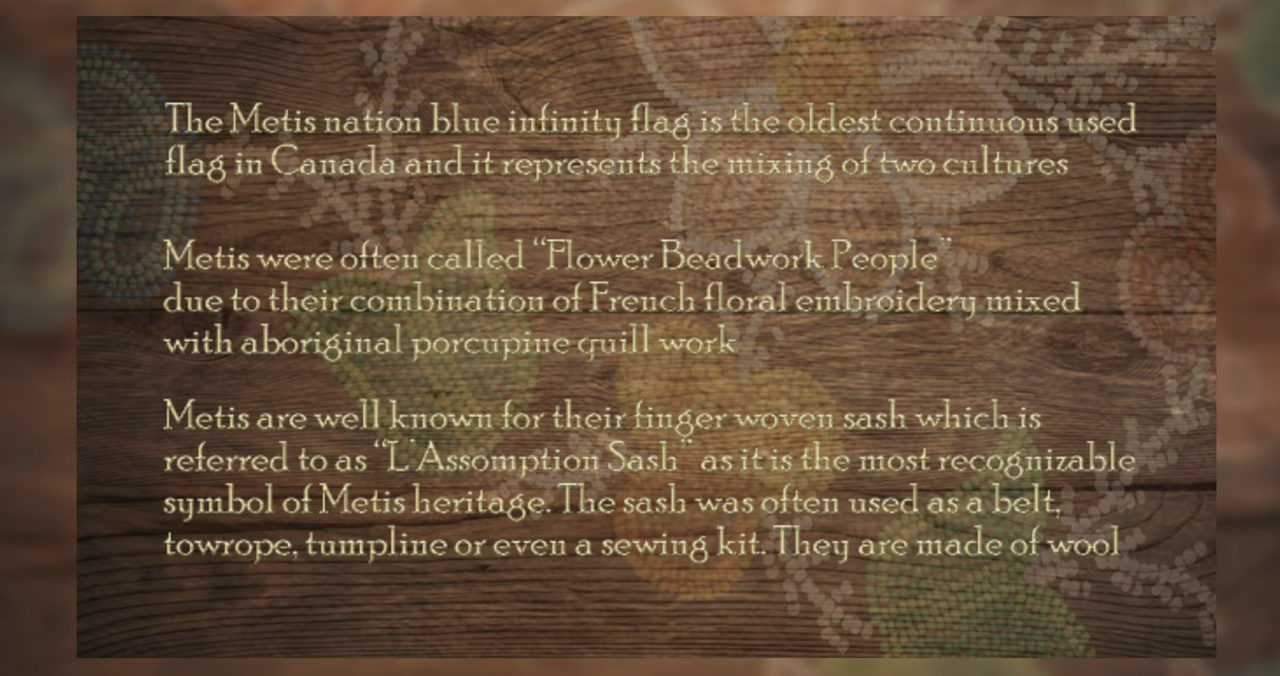 The Metis nation blue infinity flag is the oldest continuous used
flag in Canada and it represents the mixing of two cultures
Metis were often called “Flower Beadwork People”
due to their combination of French floral embroidery mixed
with aboriginal porcupine quill work
Metis are well known for their finger woven sash which is
referred to as “L'Assomption Sash” as it is the most recognizable
symbol of Metis heritage. The sash was often used as a belt,
towrope, tumpline or even a sewing kit. They are made of wool